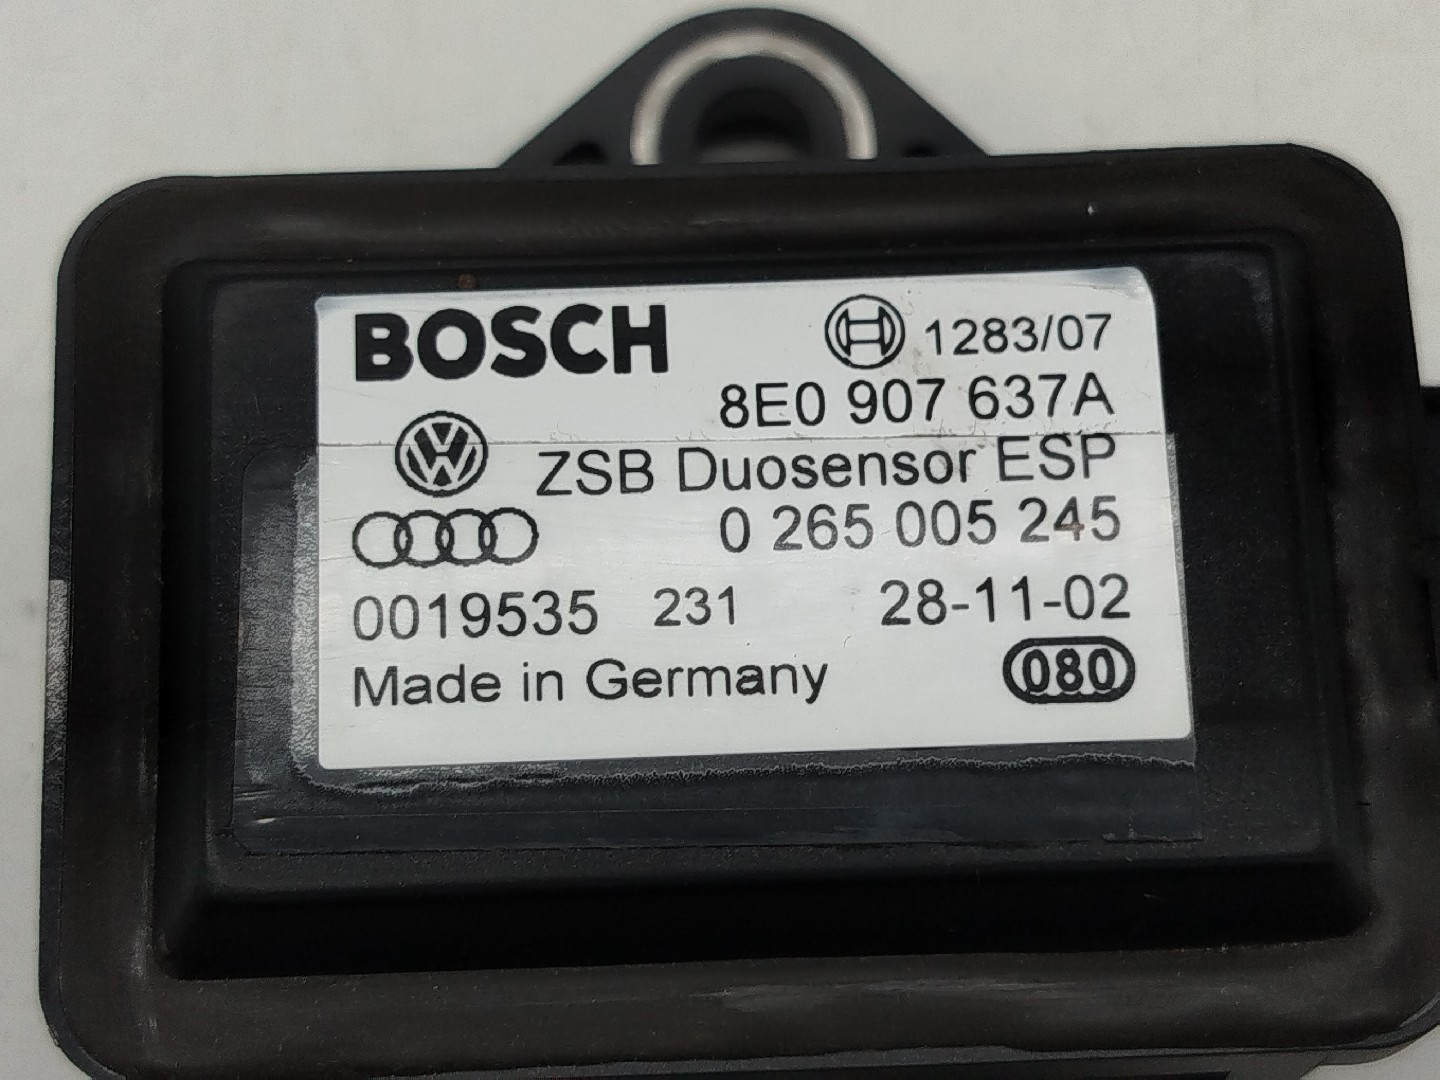 BOSCH 1283/07
8E0 907 637A
ZSB Duosensor ESP
0 265 005 245
0019535 231 28-11-02
Made in Germany 080